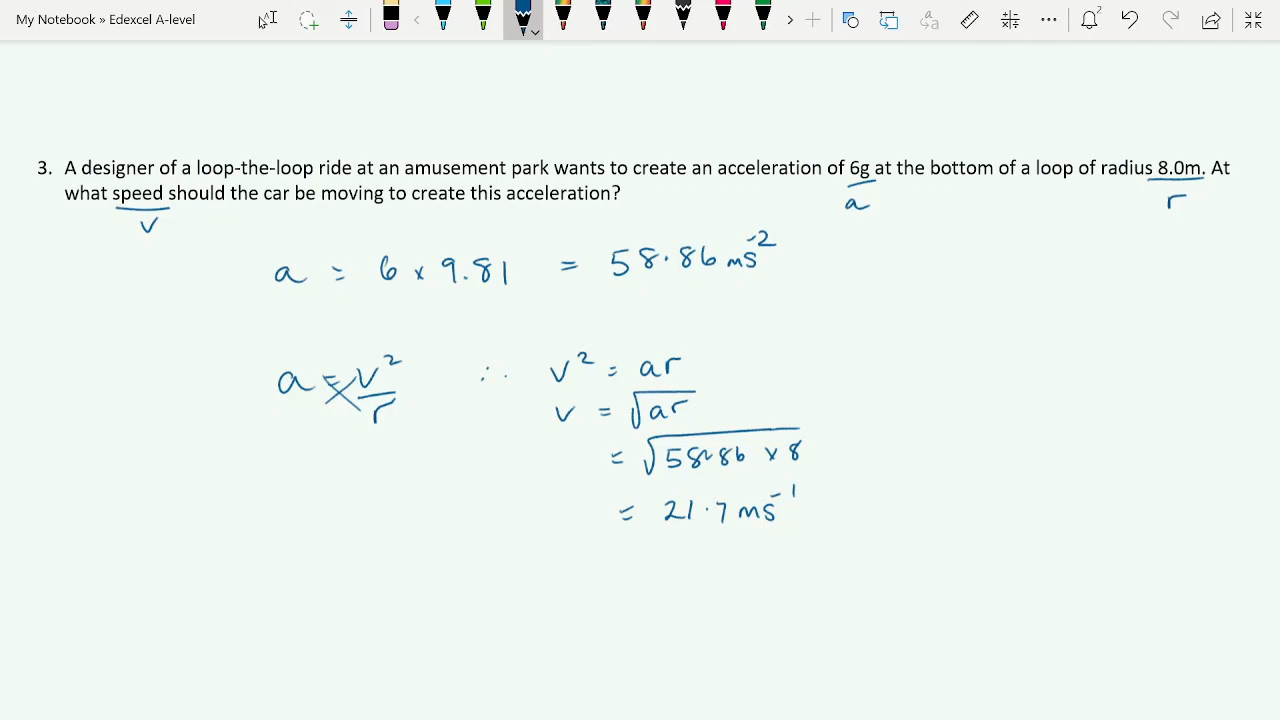 My Notebook » Edexcel A-level
3. A designer of a loop-the-loop ride at an amusement park wants to create an acceleration of 6g at the bottom of a loop of radius 8.0m. At
what speed should the car be moving to create this acceleration?
a
r
v
a = 6 × 9.81 = 58.86 ms⁻²
a = v²/r ∴ v² = ar
v = √ar
= √58.86 × 8
= 21.7 ms⁻¹